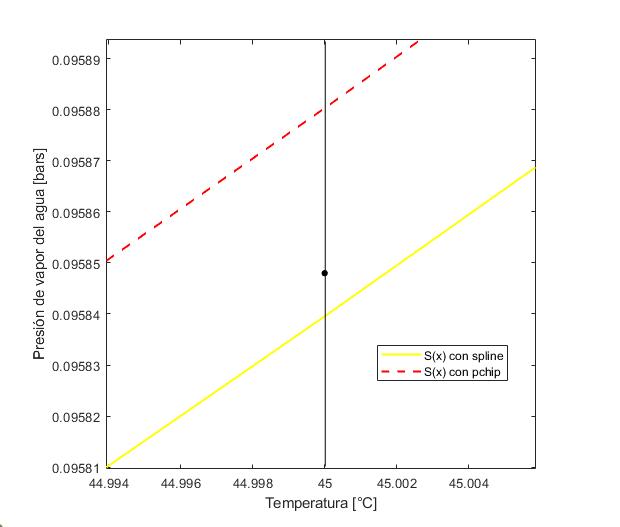 0.09589
0.09588
0.09587
0.09586
0.09585
0.09584
0.09583
0.09582
0.09581
Presión de vapor del agua [bars]
S(x) con spline
S(x) con pchip
44.994 44.996 44.998 45 45.002 45.004
Temperatura [°C]